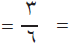 ٣
= — =
٦